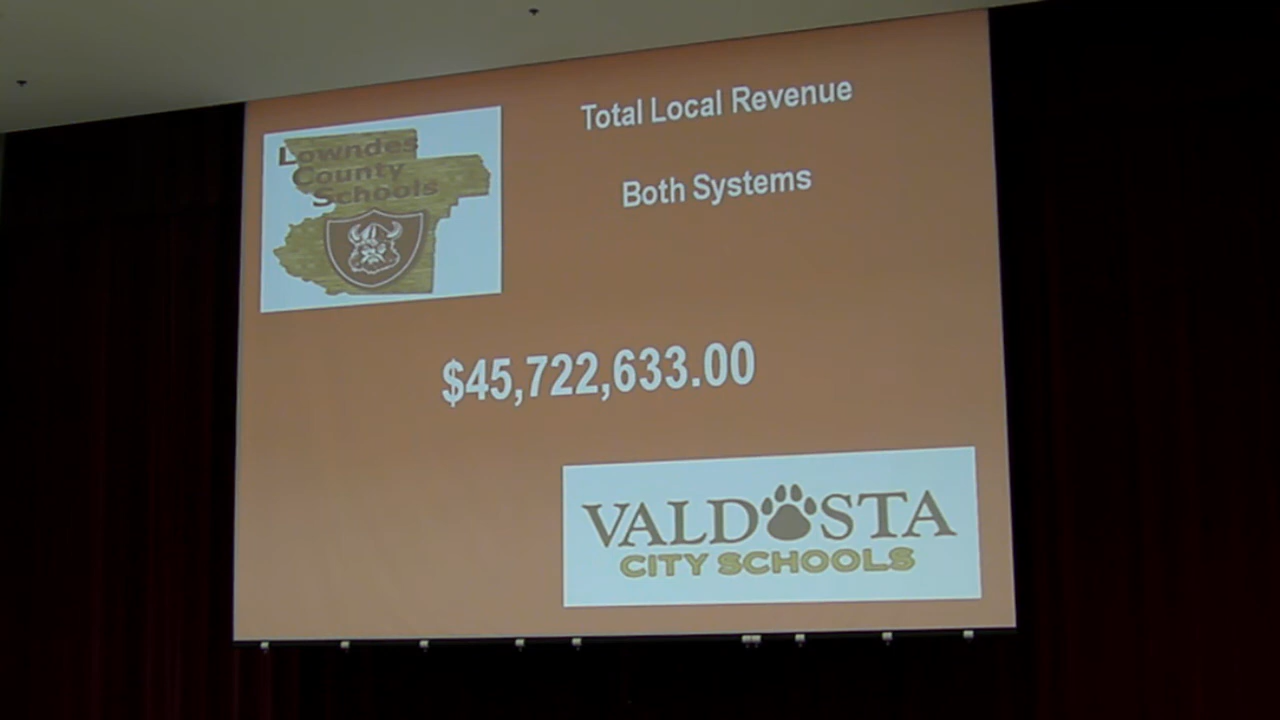 Lowndes
County
Schools
Total Local Revenue
Both Systems
$45,722,633.00
VALDOSTA
CITY SCHOOLS